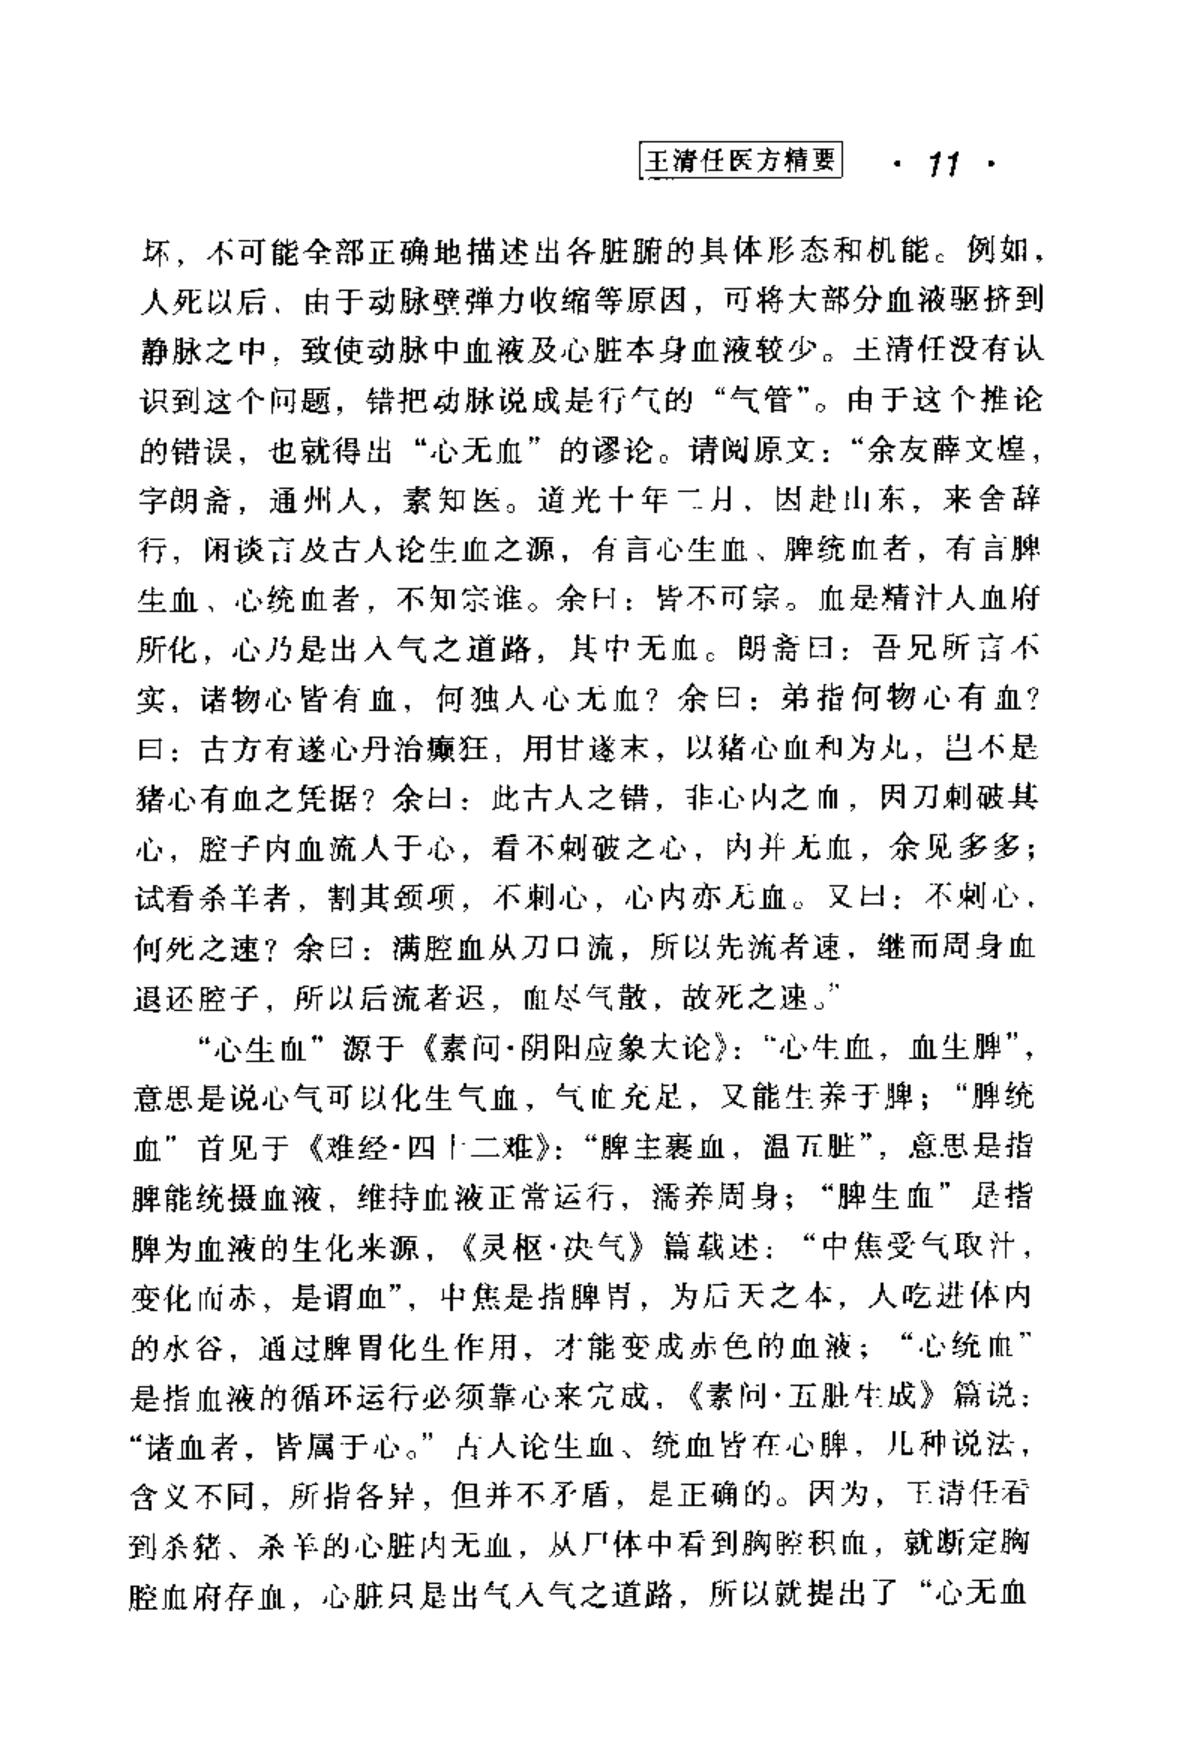 王清任医方精要 · 11 ·
坏，不可能全部正确地描述出各脏腑的具体形态和机能。例如，
人死以后，由于动脉壁弹力收缩等原因，可将大部分血液驱挤到
静脉之中，致使动脉中血液及心脏本身血液较少。王清任没有认
识到这个问题，错把动脉说成是行气的“气管”。由于这个推论
的错误，也就得出“心无血”的谬论。请阅原文：“余友薛文煌，
字朗斋，通州人，素知医。道光十年二月，因赴山东，来舍辞
行，闲谈言及古人论生血之源，有言心生血、脾统血者，有言脾
生血、心统血者，不知宗谁。余曰：皆不可宗。血是精汁人血府
所化，心乃是出入气之道路，其中无血。朗斋曰：吾兄所言不
实，诸物心皆有血，何独人心无血？余曰：弟指何物心有血？
曰：古方有遂心丹治癫狂，用甘遂末，以猪心血和为丸，岂不是
猪心有血之凭据？余曰：此古人之错，非心内之血，因刀刺破其
心，腔子内血流人于心，看不刺破之心，内并无血，余见多多；
试看杀羊者，割其颈项，不刺心，心内亦无血。又曰：不刺心，
何死之速？余曰：满腔血从刀口流，所以先流者速，继而周身血
退还腔子，所以后流者迟，血尽气散，故死之速。”
“心生血”源于《素问·阴阳应象大论》：“心生血，血生脾”，
意思是说心气可以化生气血，气血充足，又能生养于脾；“脾统
血”首见于《难经·四十二难》：“脾主裹血，温五脏”，意思是指
脾能统摄血液，维持血液正常运行，濡养周身；“脾生血”是指
脾为血液的生化来源，《灵枢·决气》篇载述：“中焦受气取汁，
变化而赤，是谓血”，中焦是指脾胃，为后天之本，人吃进体内
的水谷，通过脾胃化生作用，才能变成赤色的血液；“心统血”
是指血液的循环运行必须靠心来完成，《素问·五脏生成》篇说：
“诸血者，皆属于心。”古人论生血、统血皆在心脾，几种说法，
含义不同，所指各异，但并不矛盾，是正确的。因为，王清任看
到杀猪、杀羊的心脏内无血，从尸体中看到胸腔积血，就断定胸
腔血府存血，心脏只是出气入气之道路，所以就提出了“心无血